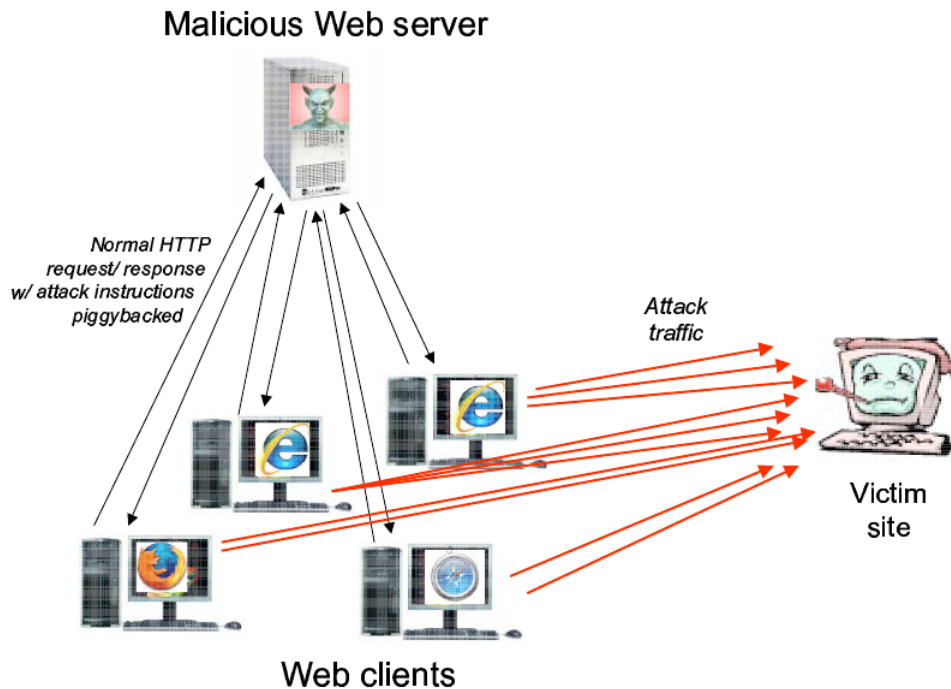 Malicious Web server
Normal HTTP
request/ response
w/ attack instructions
piggybacked
Attack
traffic
Victim
site
Web clients